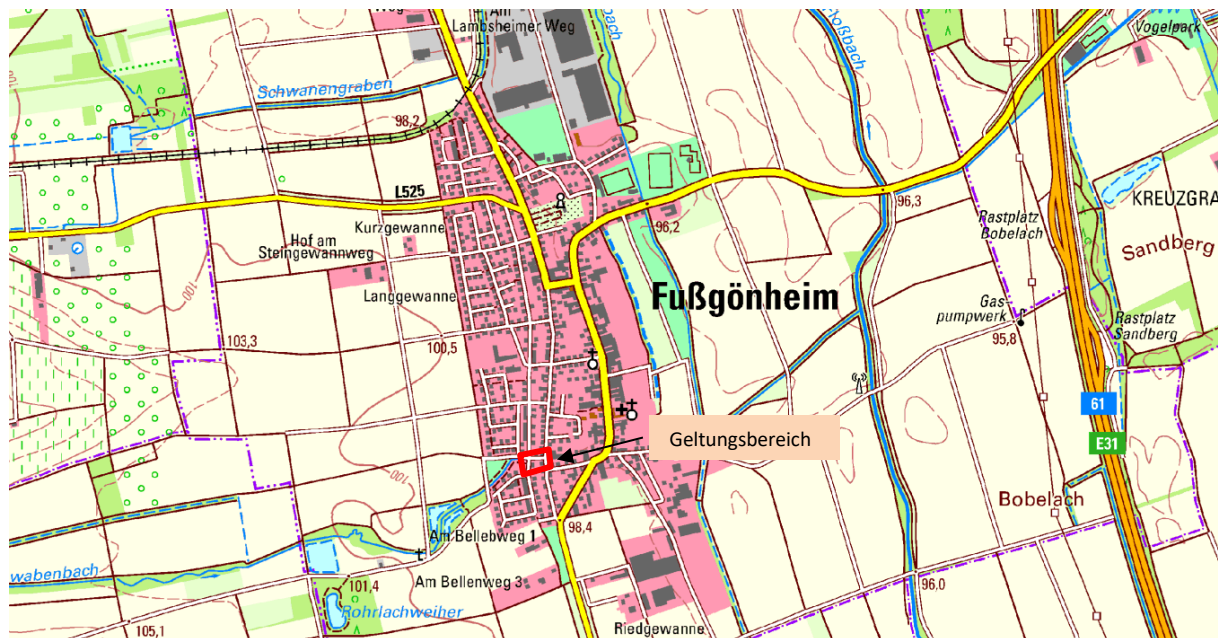 Am
Lambsheimer Weg
Vogelpark
Schwanengraben
98,2
L525
Kurzgewanne
Hof am
Steingewannweg
100
96,3
96,2
KREUZGRA
Rastplatz
Bobelach
Sandberg
Langgewanne
Fußgönheim
Gas-
pumpwerk
95,8
Rastplatz
Sandberg
103,3
100,5
61
E31
Geltungsbereich
Bobelach
98,4
Am Bellebweg 1
wabenbach
101,4
Am Bellenweg 3
96,0
Rohrlachweiher
105,1
Riedgewanne